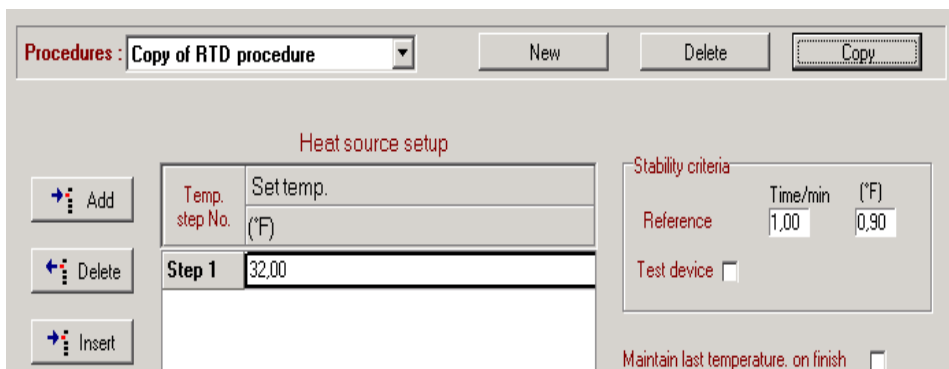 Procedures : Copy of RTD procedure New Delete Copy
Heat source setup
Add
Delete
Insert
Temp. step No.
Set temp.
(°F)
Step 1 32,00
Stability criteria
Time/min (°F)
Reference 1,00 0,90
Test device
Maintain last temperature. on finish